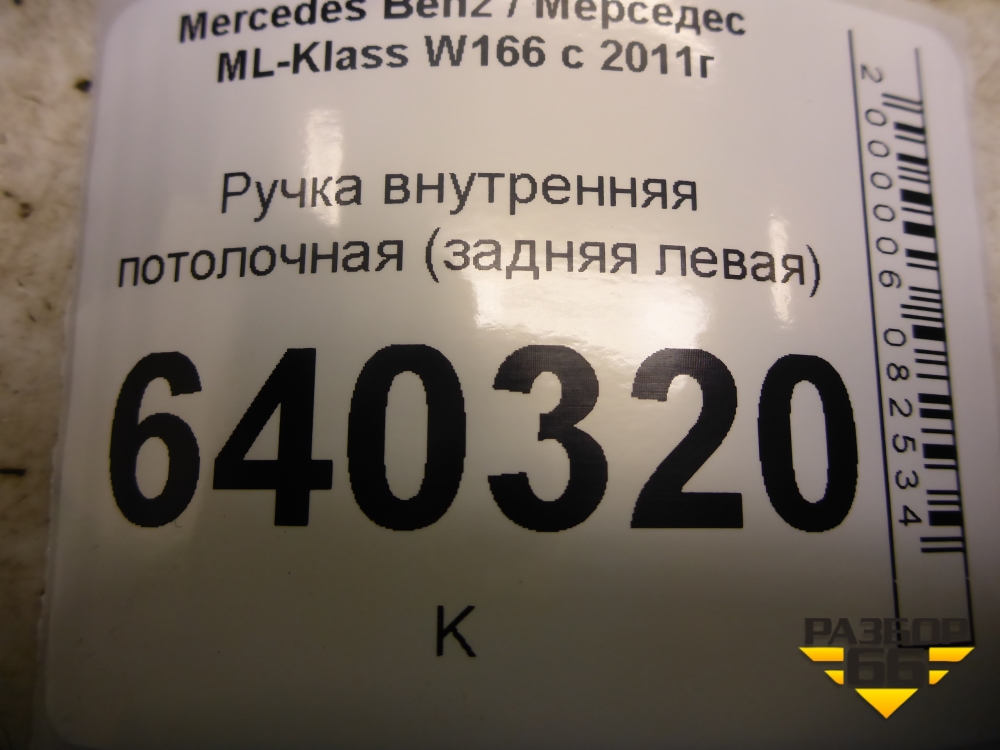 Mercedes Benz / Мерседес
ML-Klass W166 с 2011г
Ручка внутренняя
потолочная (задняя левая)
640320
К
2000006082534
РАЗБОР
66